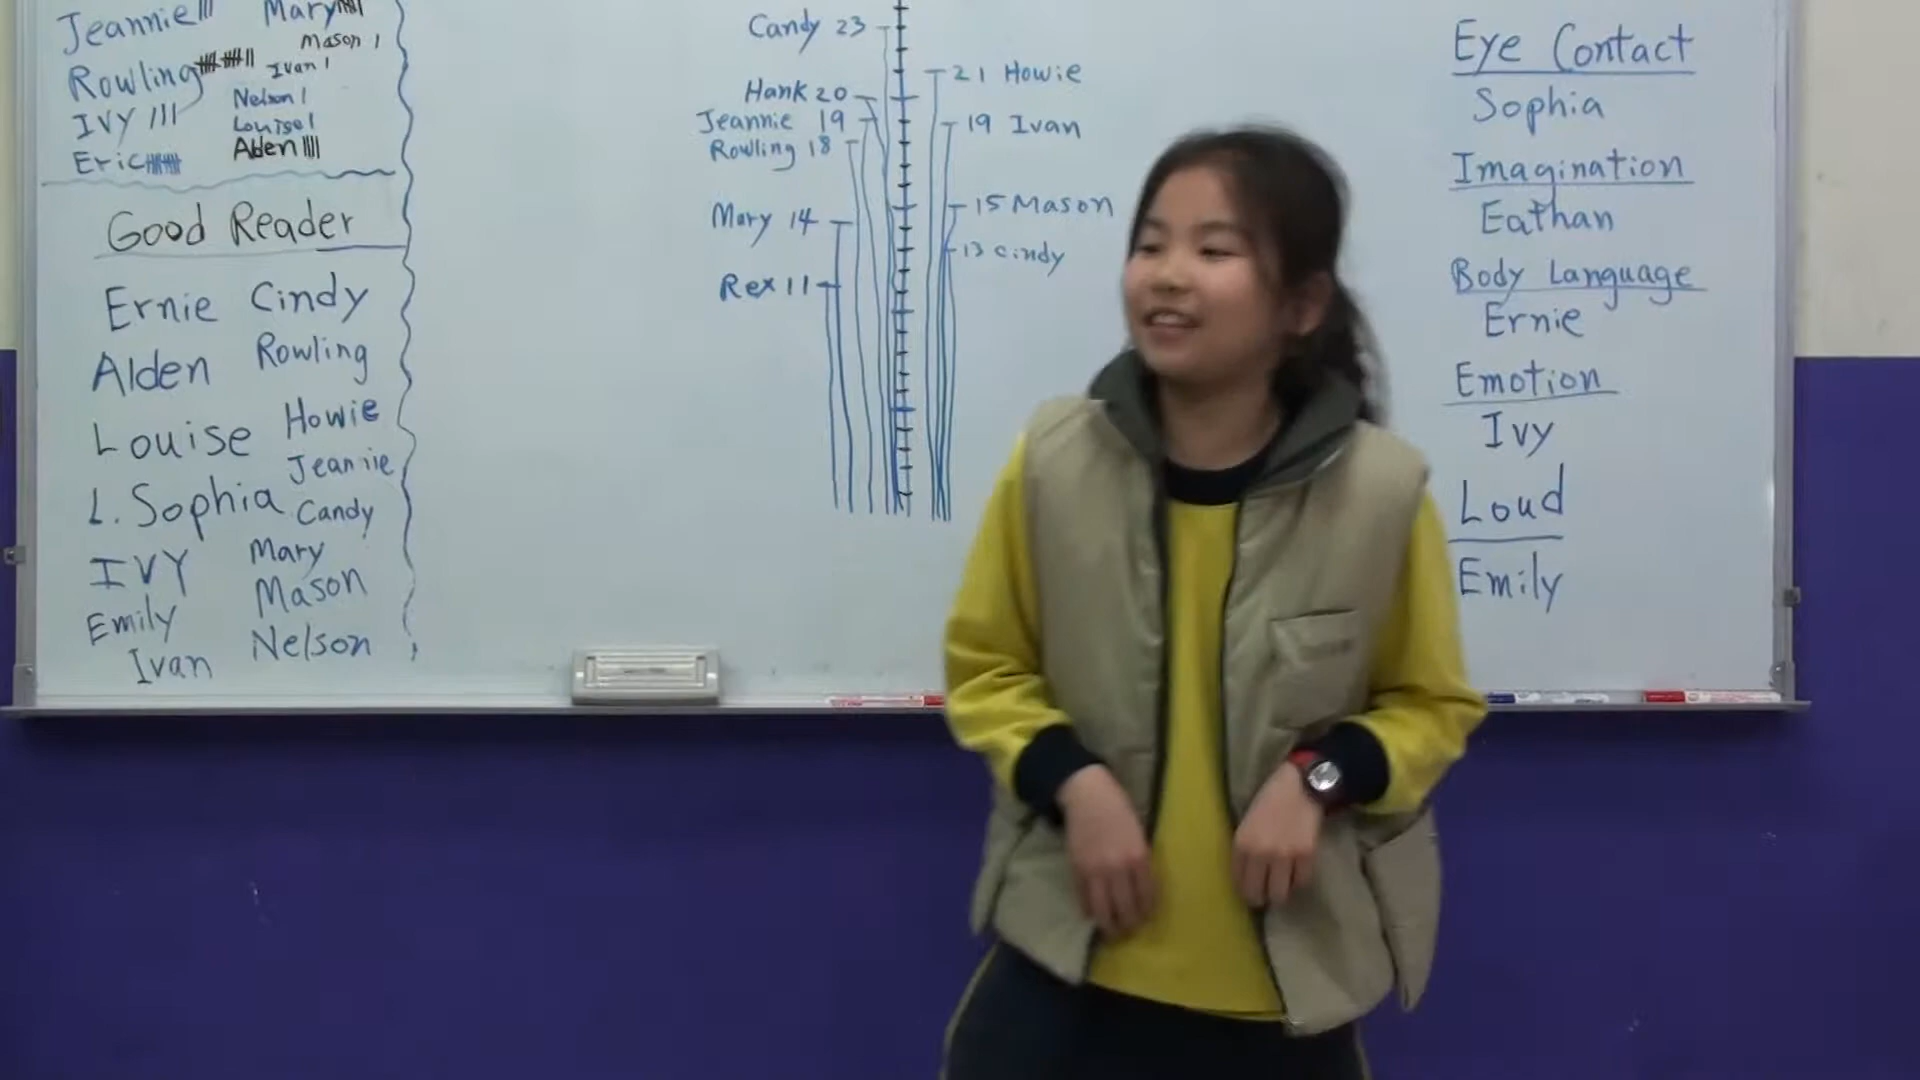 Jeannie Mary
Mason 1
Rowling Ivan 1
Nelson 1
IVY Louise 1
Eric Alden
Good Reader
Ernie Cindy
Alden Rowling
Louise Howie
Jeannie
L. Sophia Candy
IVY Mary
Mason
Emily
Ivan Nelson
Candy 23
Hank 20
Jeannie 19
Rowling 18
Mary 14
Rex 11
21 Howie
19 Ivan
15 Mason
13 Cindy
Eye Contact
Sophia
Imagination
Eathan
Body Language
Ernie
Emotion
Ivy
Loud
Emily